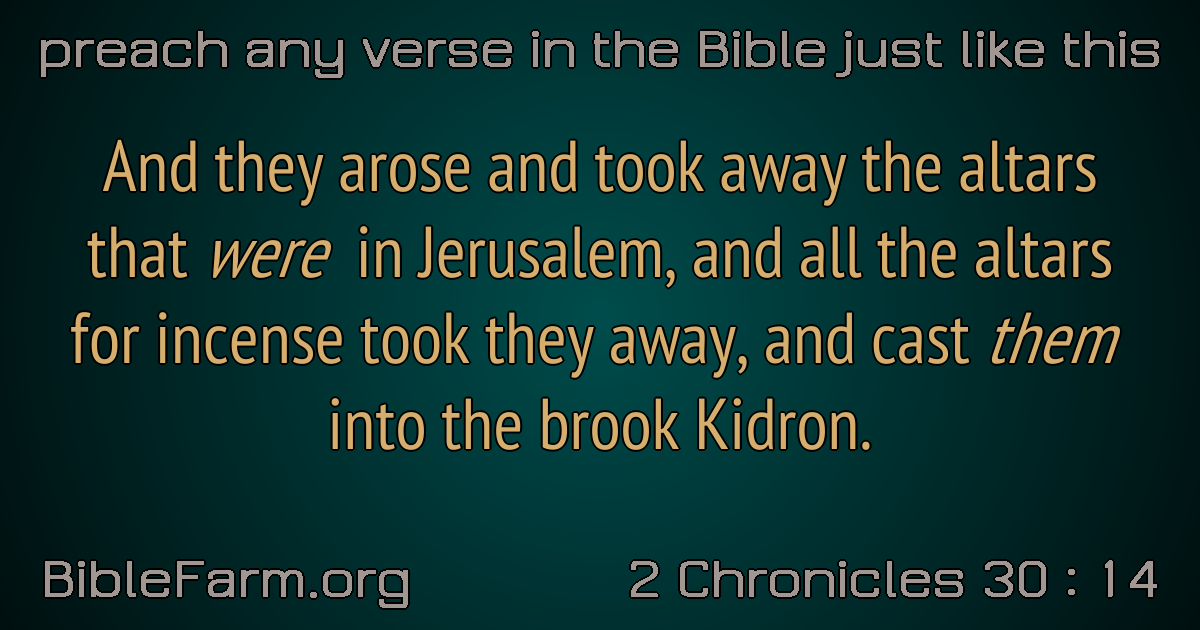 preach any verse in the Bible just like this
And they arose and took away the altars
that were in Jerusalem, and all the altars
for incense took they away, and cast them
into the brook Kidron.
BibleFarm.org
2 Chronicles 30 : 14